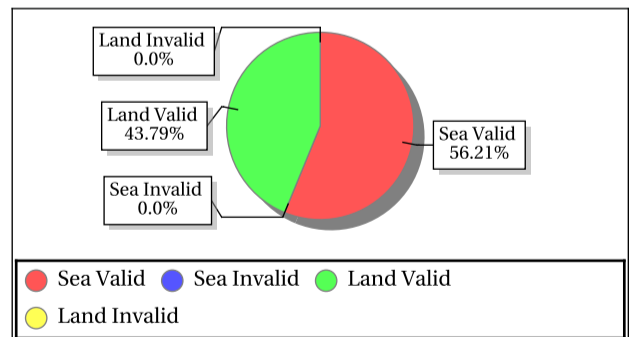 Land Invalid
0.0%
Land Valid
43.79%
Sea Valid
56.21%
Sea Invalid
0.0%
Sea Valid
Sea Invalid
Land Valid
Land Invalid